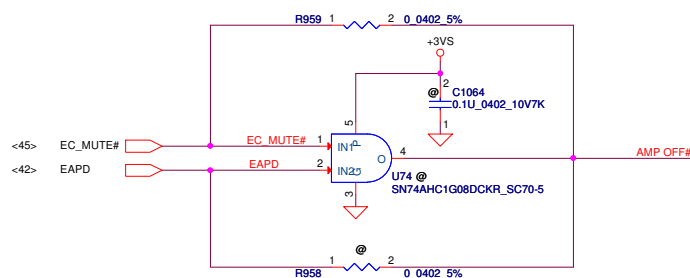 R959 1 2 0_0402_5%
+3VS
2
@ C1064
0.1U_0402_10V7K
1
5
<45> EC_MUTE# EC_MUTE# 1 IN1 P
4
O
<42> EAPD EAPD 2 IN2 G
AMP OFF#
U74 @
SN74AHC1G08DCKR_SC70-5
3
@
R958 1 2 0_0402_5%